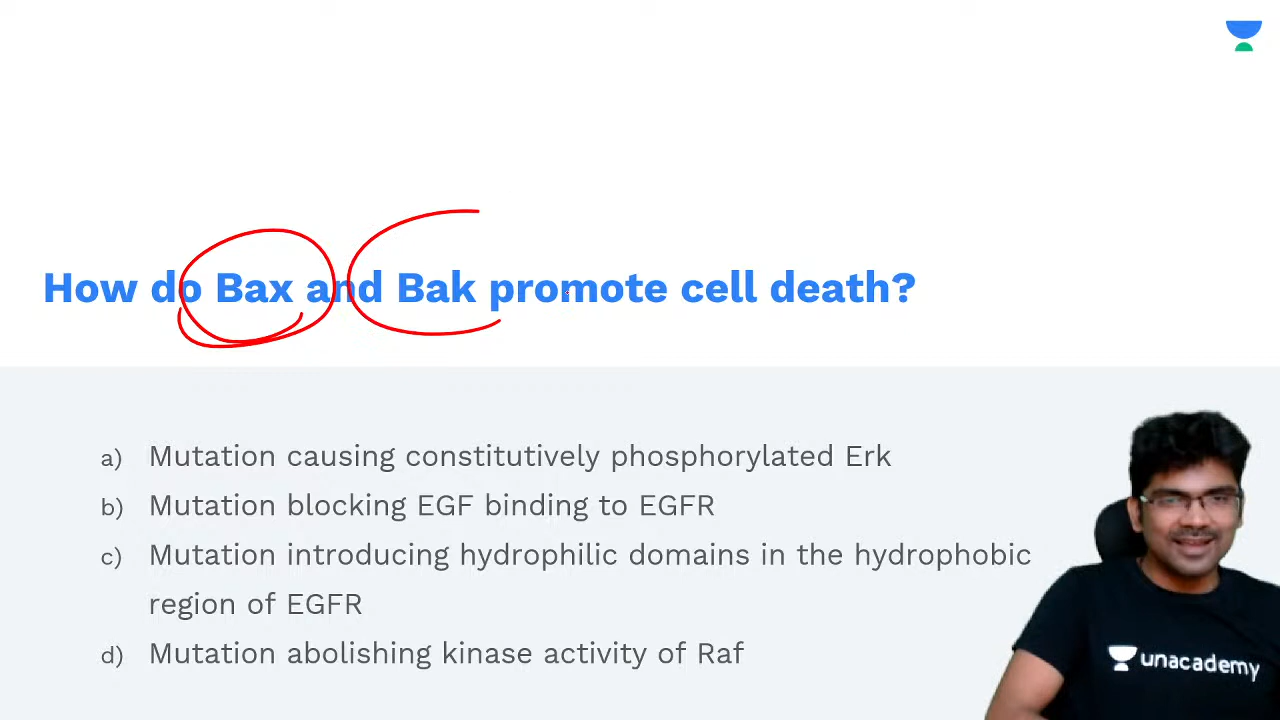 How do Bax and Bak promote cell death?
a) Mutation causing constitutively phosphorylated Erk
b) Mutation blocking EGF binding to EGFR
c) Mutation introducing hydrophilic domains in the hydrophobic
region of EGFR
d) Mutation abolishing kinase activity of Raf
unacademy